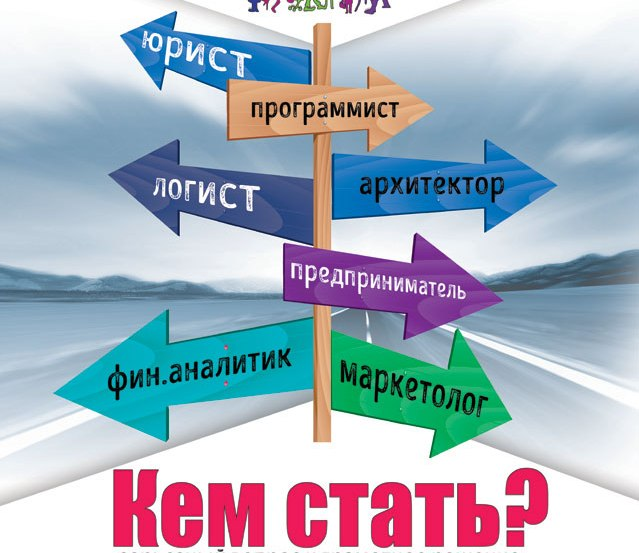 юрист
программист
логист
архитектор
предприниматель
фин.аналитик
маркетолог
Кем стать?